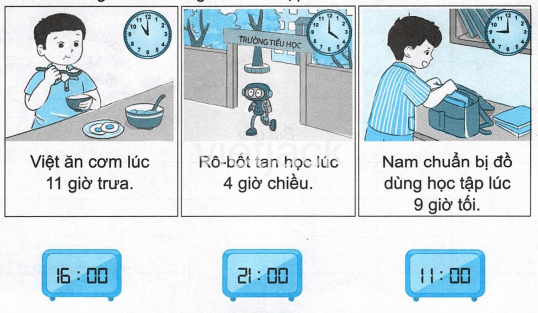 TRƯỜNG TIỂU HỌC
Việt ăn cơm lúc
11 giờ trưa.
Rô-bốt tan học lúc
4 giờ chiều.
Nam chuẩn bị đồ
dùng học tập lúc
9 giờ tối.
16 : 00
21 : 00
11 : 00
vietjack